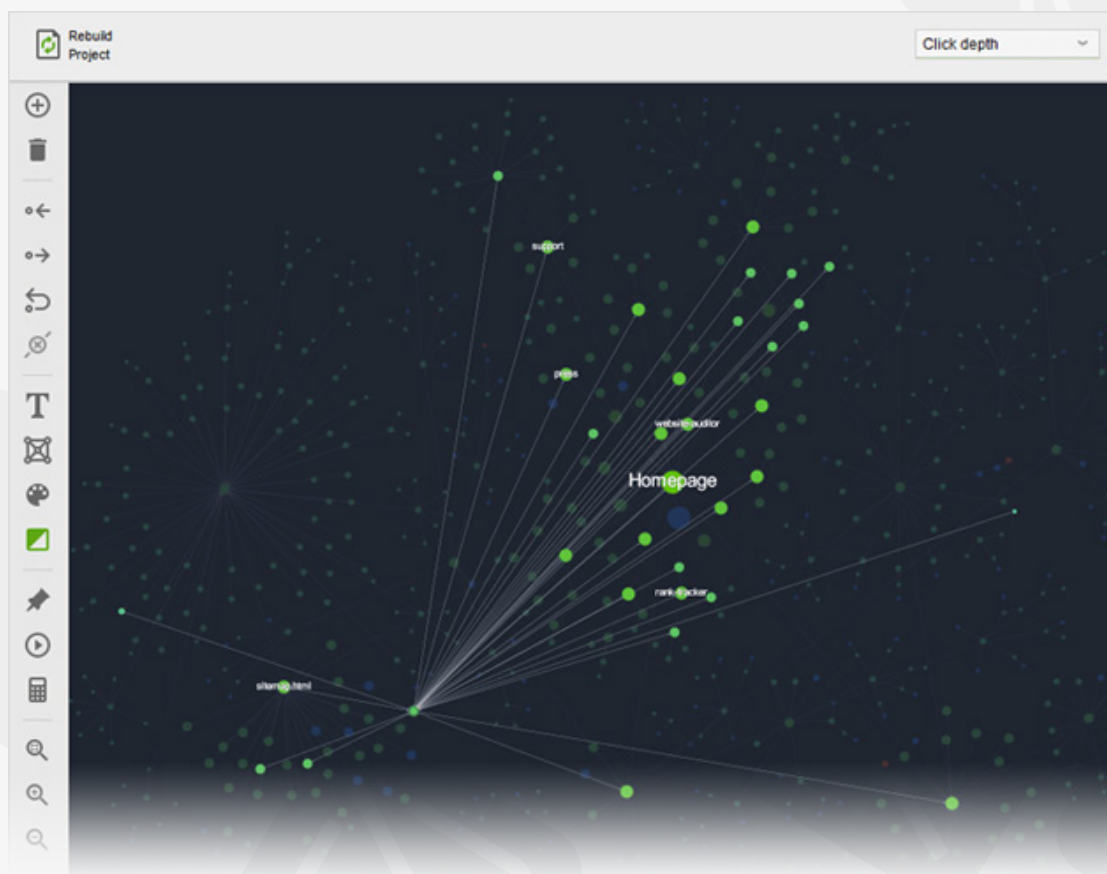 Rebuild
Project
Click depth
support
press
website-auditor
Homepage
rank-tracker
sitemap.html